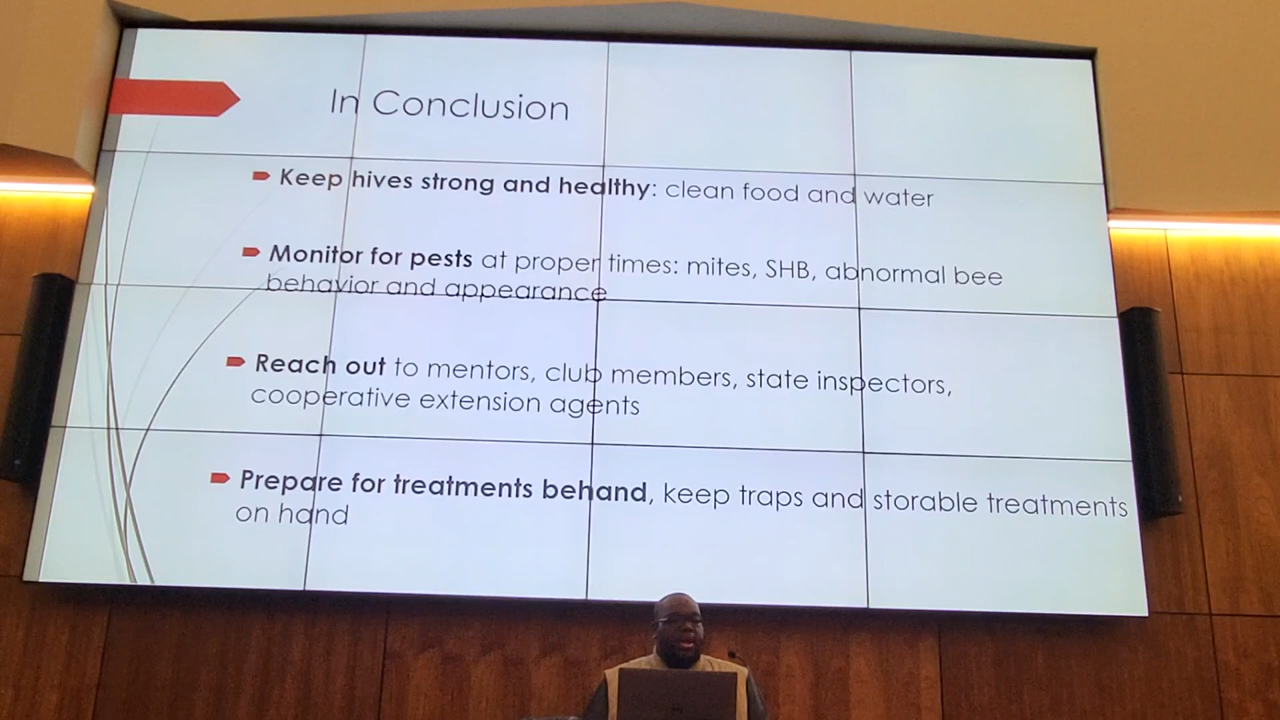 In Conclusion
Keep hives strong and healthy: clean food and water
Monitor for pests at proper times: mites, SHB, abnormal bee
behavior and appearance
Reach out to mentors, club members, state inspectors,
cooperative extension agents
Prepare for treatments behand, keep traps and storable treatments
on hand